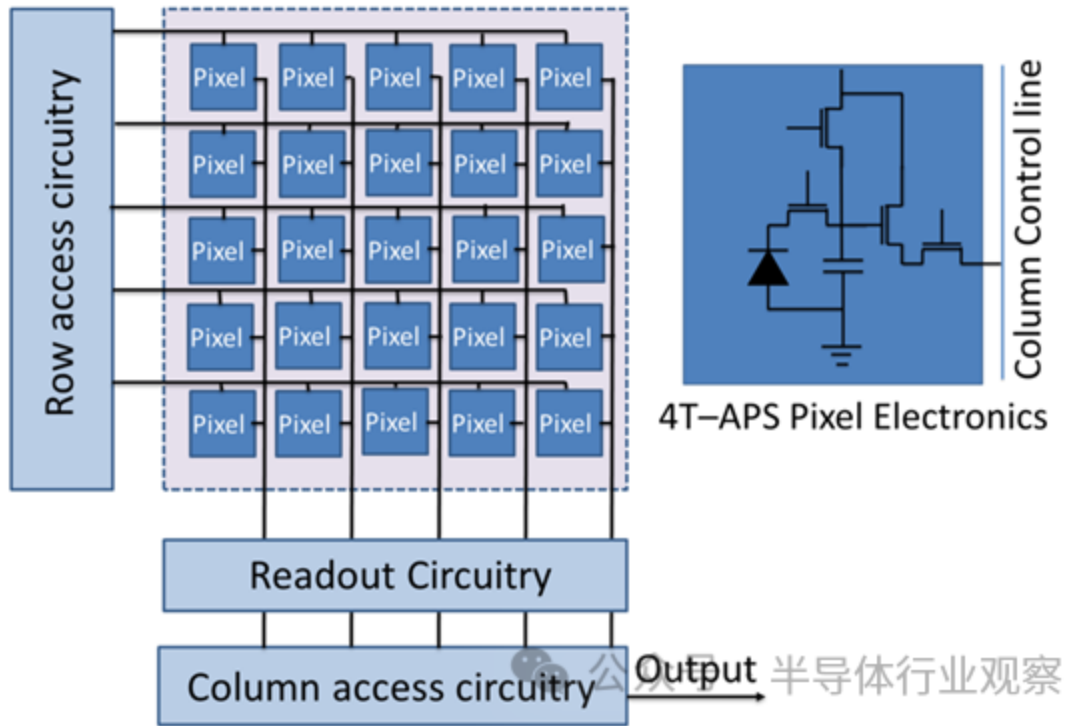 Row access circuitry
Pixel Pixel Pixel Pixel Pixel
Pixel Pixel Pixel Pixel Pixel
Pixel Pixel Pixel Pixel Pixel
Pixel Pixel Pixel Pixel Pixel
Pixel Pixel Pixel Pixel Pixel
Column Control line
4T–APS Pixel Electronics
Readout Circuitry
Column access circuitry
Output
公众号 半导体行业观察